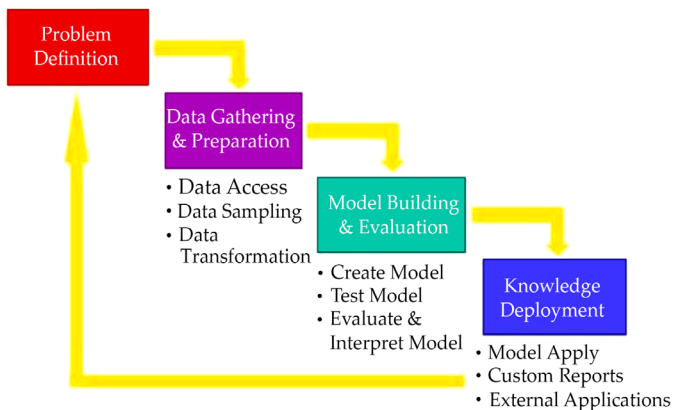 Problem
Definition
Data Gathering
& Preparation
• Data Access
• Data Sampling
• Data
Transformation
Model Building
& Evaluation
• Create Model
• Test Model
• Evaluate &
Interpret Model
Knowledge
Deployment
• Model Apply
• Custom Reports
• External Applications